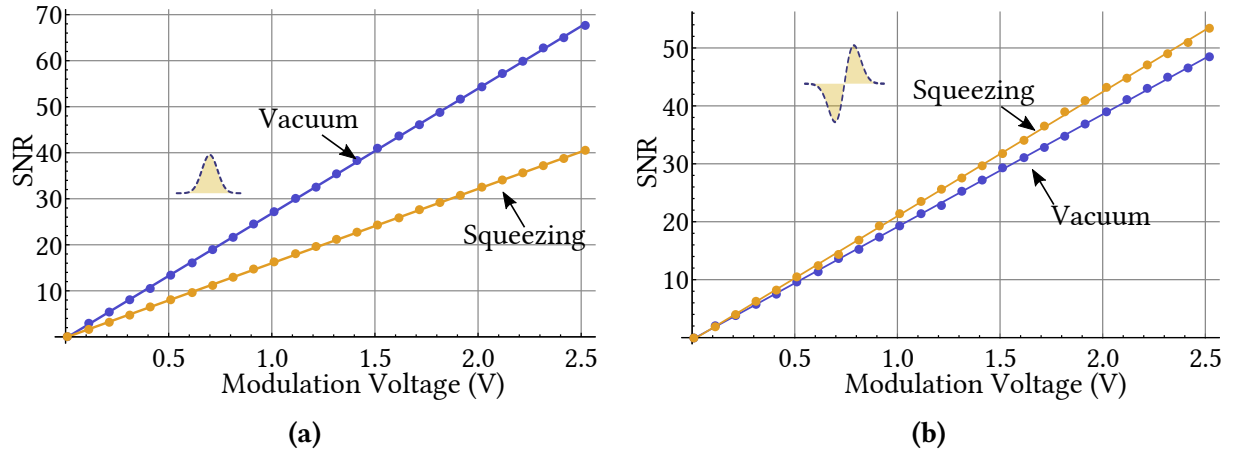 70
60
50
40
30
20
10
SNR
Vacuum
Squeezing
0.5 1.0 1.5 2.0 2.5
Modulation Voltage (V)
(a)
50
40
30
20
10
SNR
Squeezing
Vacuum
0.5 1.0 1.5 2.0 2.5
Modulation Voltage (V)
(b)